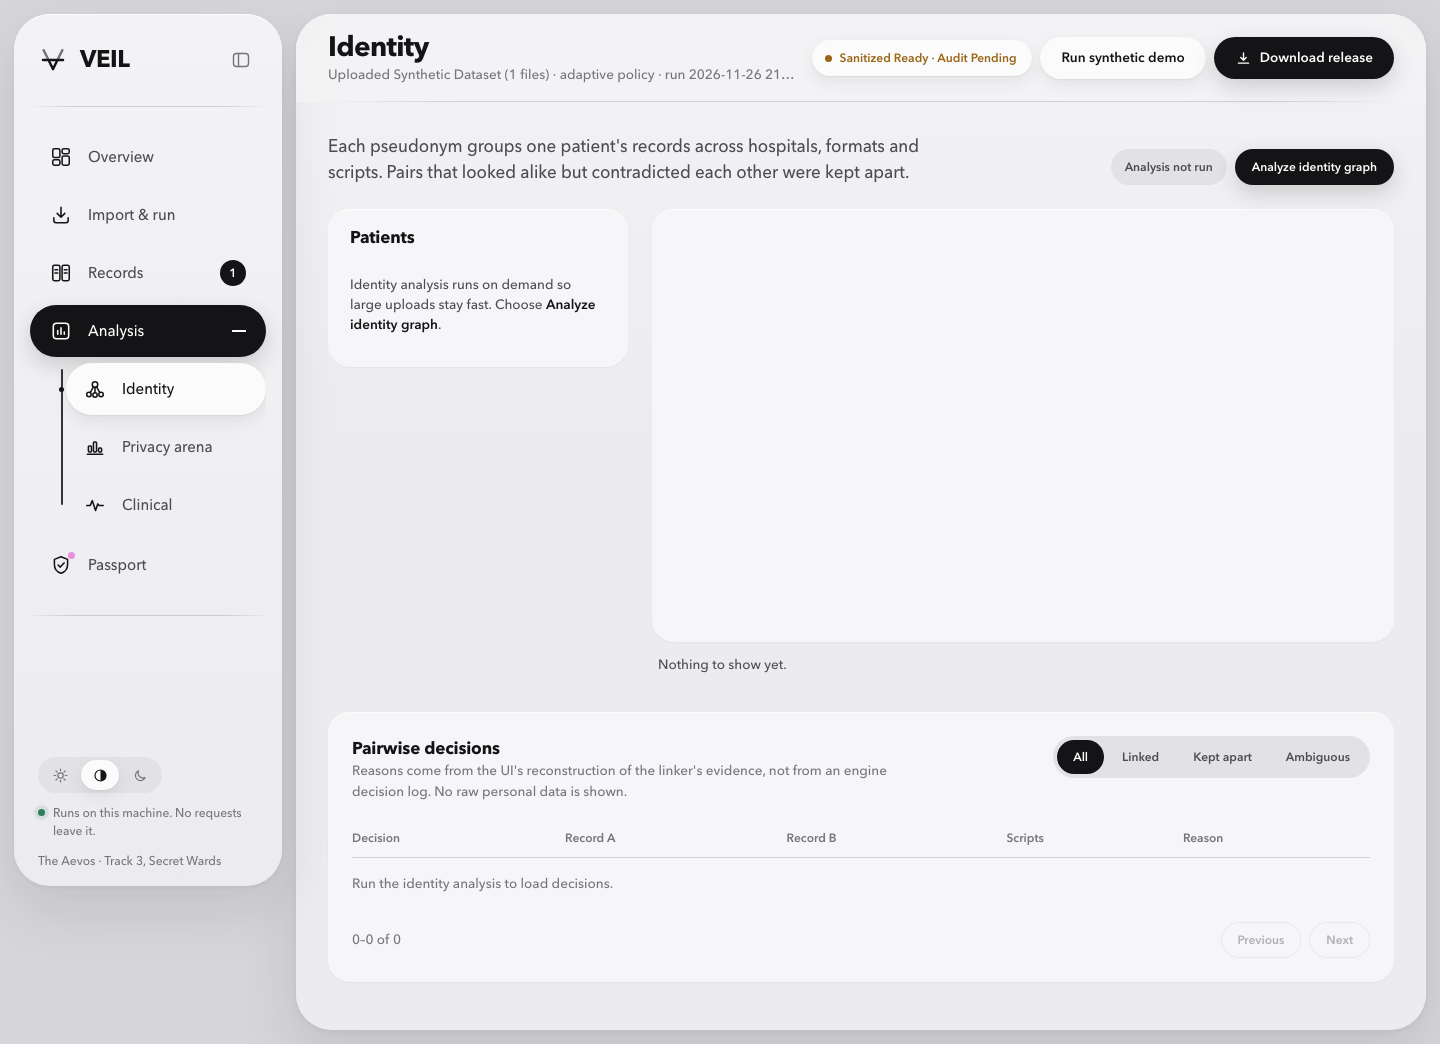 VEIL
Overview
Import & run
Records
1
Analysis
Identity
Privacy arena
Clinical
Passport
Runs on this machine. No requests
leave it.
The Aevos · Track 3, Secret Wards
Identity
Uploaded Synthetic Dataset (1 files) · adaptive policy · run 2026-11-26 21…
Sanitized Ready · Audit Pending
Run synthetic demo
Download release
Each pseudonym groups one patient's records across hospitals, formats and
scripts. Pairs that looked alike but contradicted each other were kept apart.
Analysis not run
Analyze identity graph
Patients
Identity analysis runs on demand so
large uploads stay fast. Choose Analyze
identity graph.
Nothing to show yet.
Pairwise decisions
Reasons come from the UI's reconstruction of the linker's evidence, not from an engine
decision log. No raw personal data is shown.
All
Linked
Kept apart
Ambiguous
Decision
Record A
Record B
Scripts
Reason
Run the identity analysis to load decisions.
0–0 of 0
Previous
Next